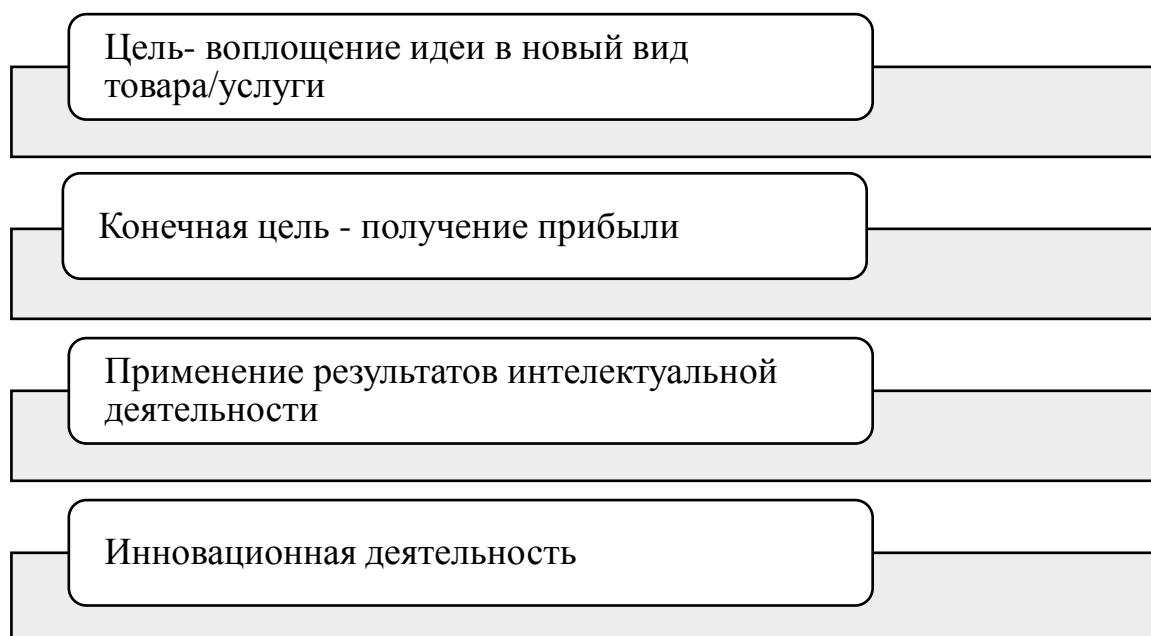 Цель- воплощение идеи в новый вид
товара/услуги
Конечная цель - получение прибыли
Применение результатов интелектуальной
деятельности
Инновационная деятельность